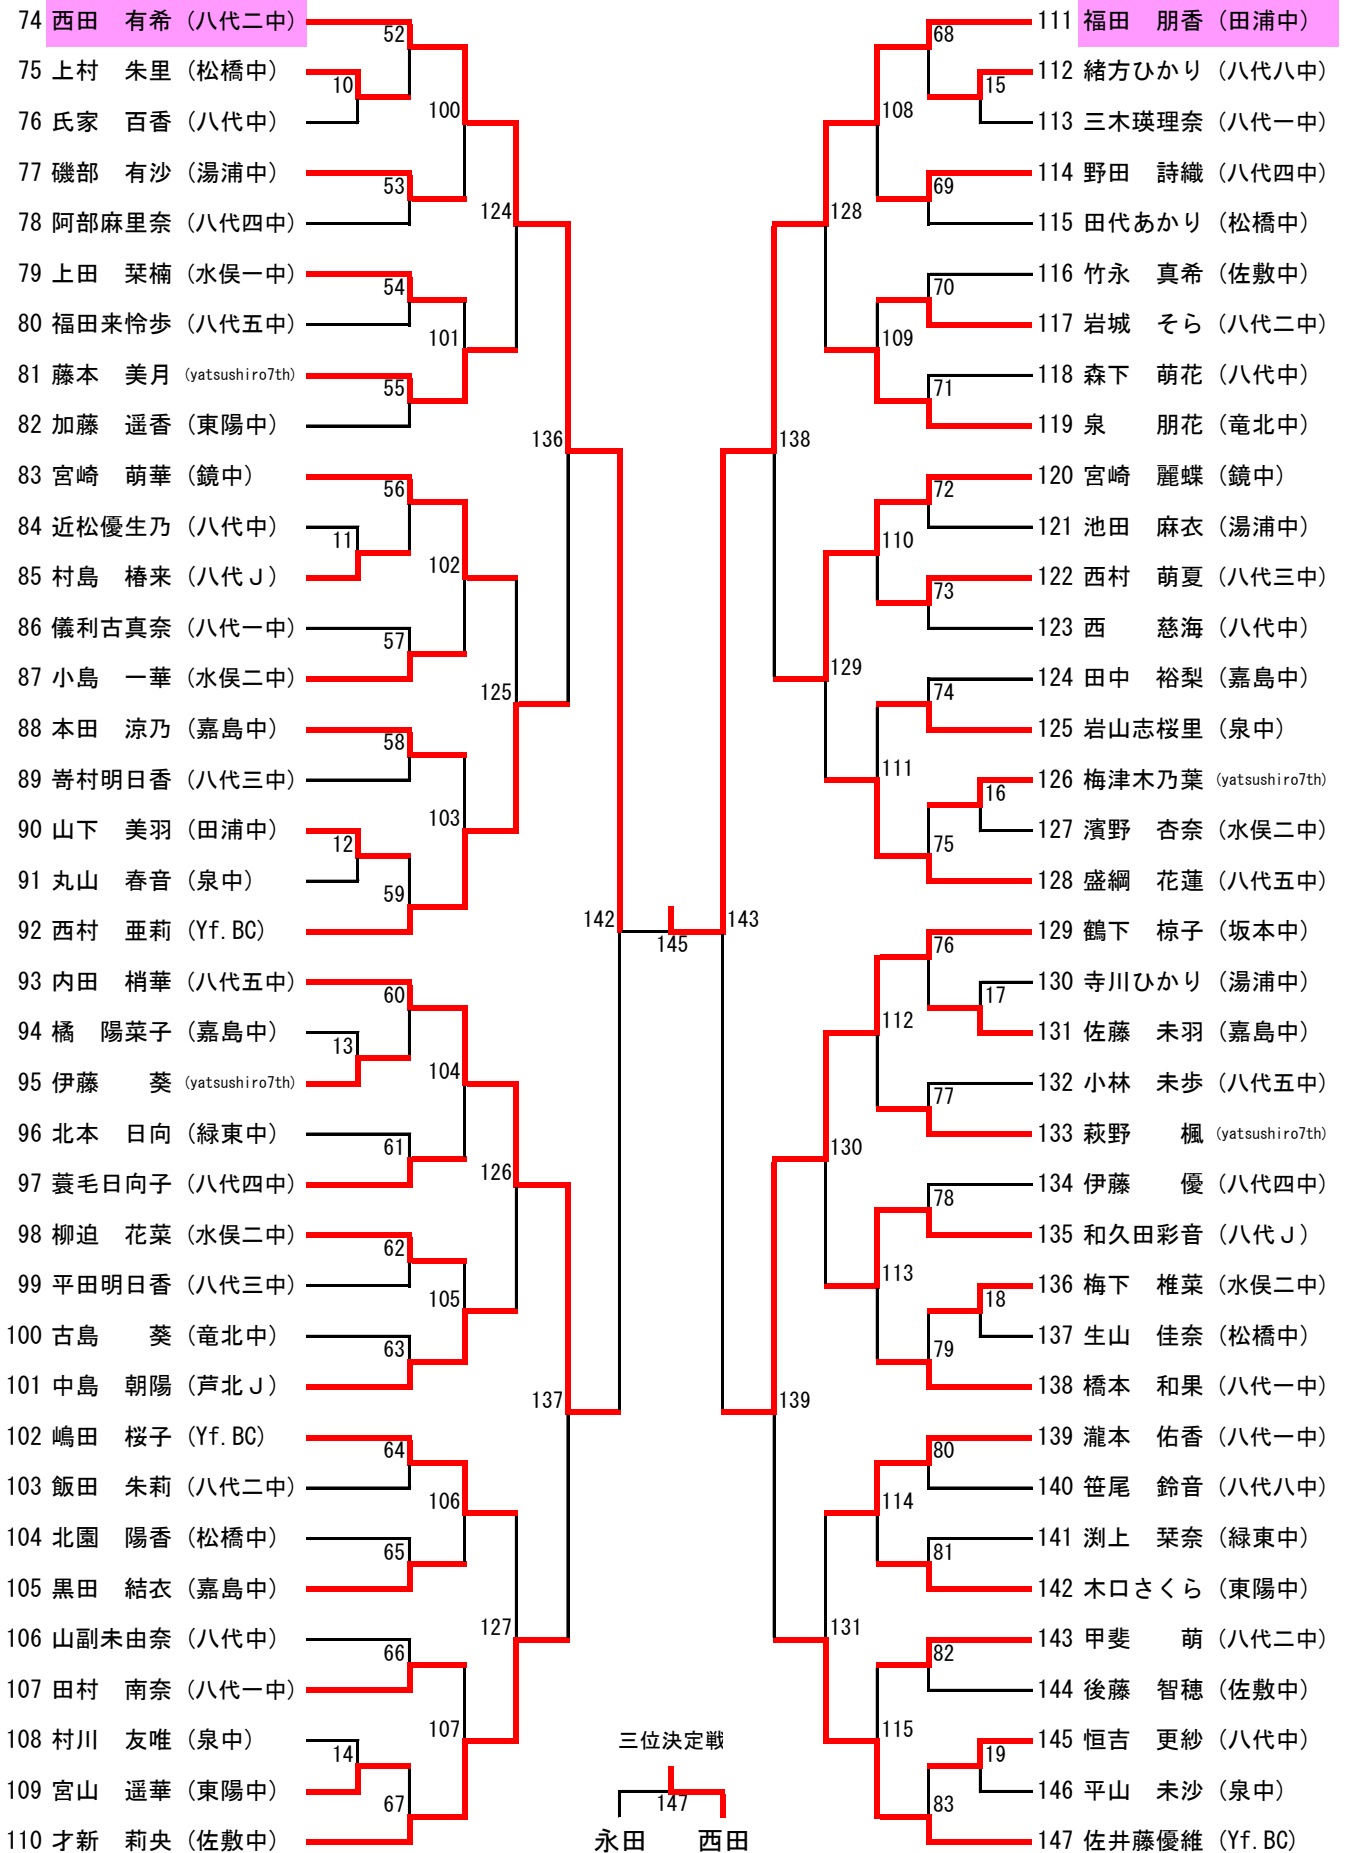 74 西田　有希（八代二中）
75 上村　朱里（松橋中）
76 氏家　百香（八代中）
77 磯部　有沙（湯浦中）
78 阿部麻里奈（八代四中）
79 上田　栞楠（水俣一中）
80 福田来怜歩（八代五中）
81 藤本　美月（yatsushiro7th）
82 加藤　遥香（東陽中）
83 宮崎　萌華（鏡中）
84 近松優生乃（八代中）
85 村島　椿来（八代Ｊ）
86 儀利古真奈（八代一中）
87 小島　一華（水俣二中）
88 本田　涼乃（嘉島中）
89 嵜村明日香（八代三中）
90 山下　美羽（田浦中）
91 丸山　春音（泉中）
92 西村　亜莉（Yf.BC）
93 内田　梢華（八代五中）
94 橘　陽菜子（嘉島中）
95 伊藤　　葵（yatsushiro7th）
96 北本　日向（緑東中）
97 蓑毛日向子（八代四中）
98 柳迫　花菜（水俣二中）
99 平田明日香（八代三中）
100 古島　　葵（竜北中）
101 中島　朝陽（芦北Ｊ）
102 嶋田　桜子（Yf.BC）
103 飯田　朱莉（八代二中）
104 北園　陽香（松橋中）
105 黒田　結衣（嘉島中）
106 山副未由奈（八代中）
107 田村　南奈（八代一中）
108 村川　友唯（泉中）
109 宮山　遥華（東陽中）
110 才新　莉央（佐敷中）
10
11
12
13
14
52
53
54
55
56
57
58
59
60
61
62
63
64
65
66
67
100
101
102
103
104
105
106
107
124
125
126
127
136
137
142
145
143
138
139
128
129
130
131
108
109
110
111
112
113
114
115
68
69
70
71
72
73
74
75
76
77
78
79
80
81
82
83
15
16
17
18
19
111 福田　朋香（田浦中）
112 緒方ひかり（八代八中）
113 三木瑛理奈（八代一中）
114 野田　詩織（八代四中）
115 田代あかり（松橋中）
116 竹永　真希（佐敷中）
117 岩城　そら（八代二中）
118 森下　萌花（八代中）
119 泉　　朋花（竜北中）
120 宮崎　麗蝶（鏡中）
121 池田　麻衣（湯浦中）
122 西村　萌夏（八代三中）
123 西　　慈海（八代中）
124 田中　裕梨（嘉島中）
125 岩山志桜里（泉中）
126 梅津木乃葉（yatsushiro7th）
127 濱野　杏奈（水俣二中）
128 盛綱　花蓮（八代五中）
129 鶴下　椋子（坂本中）
130 寺川ひかり（湯浦中）
131 佐藤　未羽（嘉島中）
132 小林　未歩（八代五中）
133 萩野　　楓（yatsushiro7th）
134 伊藤　　優（八代四中）
135 和久田彩音（八代Ｊ）
136 梅下　椎菜（水俣二中）
137 生山　佳奈（松橋中）
138 橋本　和果（八代一中）
139 瀧本　佑香（八代一中）
140 笹尾　鈴音（八代八中）
141 渕上　栞奈（緑東中）
142 木口さくら（東陽中）
143 甲斐　　萌（八代二中）
144 後藤　智穂（佐敷中）
145 恒吉　更紗（八代中）
146 平山　未沙（泉中）
147 佐井藤優維（Yf.BC）
三位決定戦
147
永田　西田